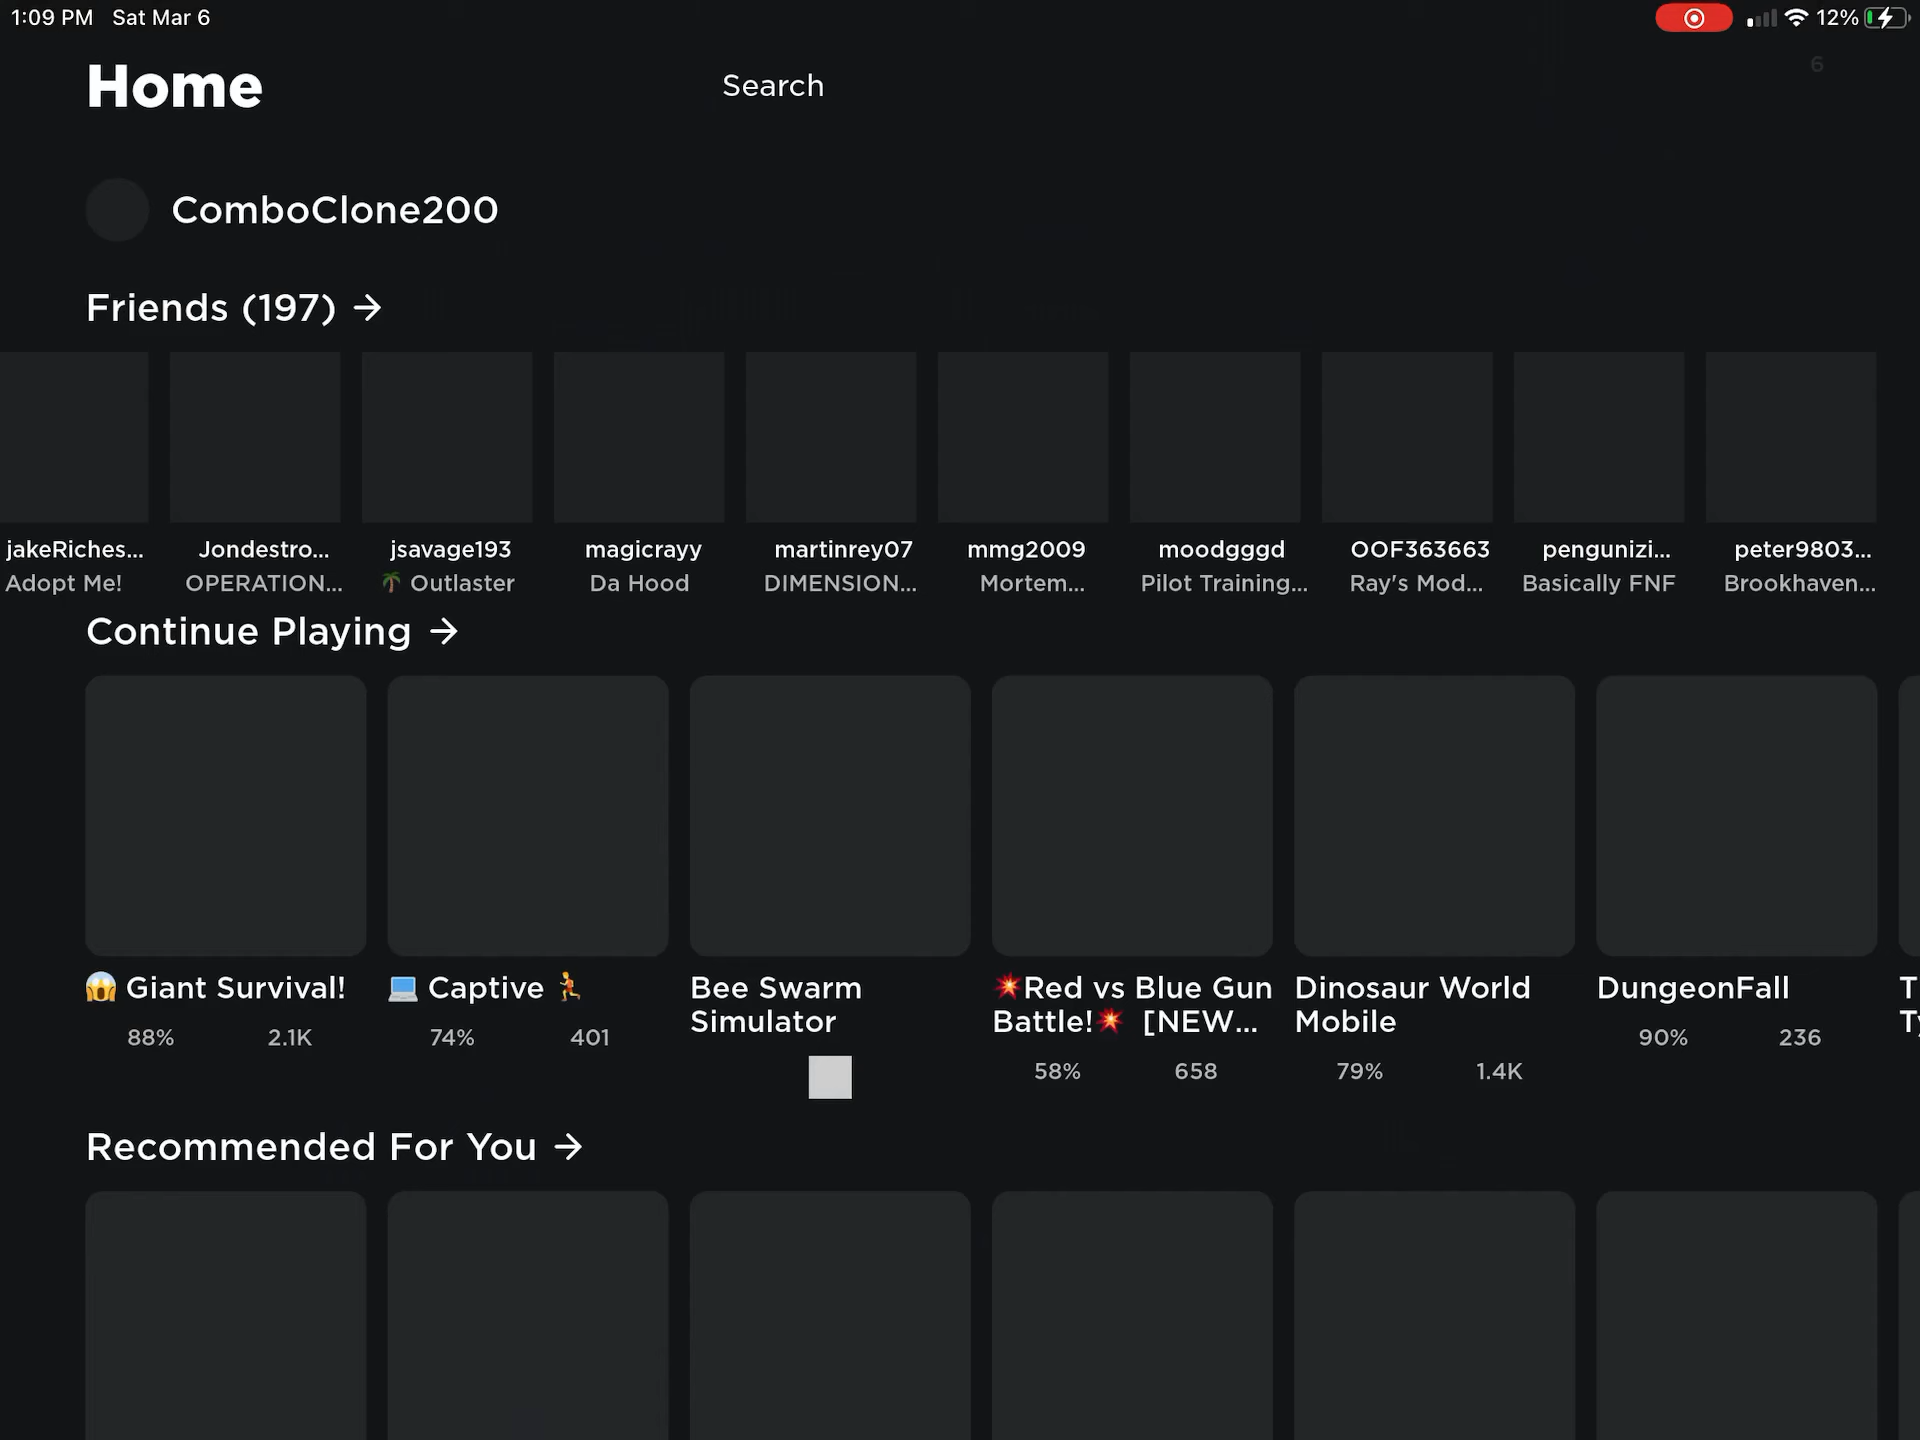 1:09 PM Sat Mar 6
12%
6
Home
Search
ComboClone200
Friends (197) →
jakeRiches... Jondestro... jsavage193 magicrayy martinrey07 mmg2009 moodgggd OOF363663 pengunizi... peter9803...
Adopt Me! OPERATION... 🌴 Outlaster Da Hood DIMENSION... Mortem... Pilot Training... Ray's Mod... Basically FNF Brookhaven...
Continue Playing →
😱 Giant Survival!
88% 2.1K
💻 Captive 🏃
74% 401
Bee Swarm
Simulator
💥Red vs Blue Gun
Battle!💥 [NEW...
58% 658
Dinosaur World
Mobile
79% 1.4K
DungeonFall
90% 236
Recommended For You →